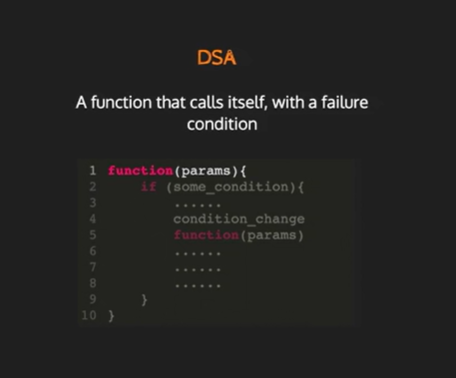 DSA
A function that calls itself, with a failure
condition
1 function(params){
2 if (some_condition){
3 ......
4 condition_change
5 function(params)
6 ......
7 ......
8 ......
9 }
10 }